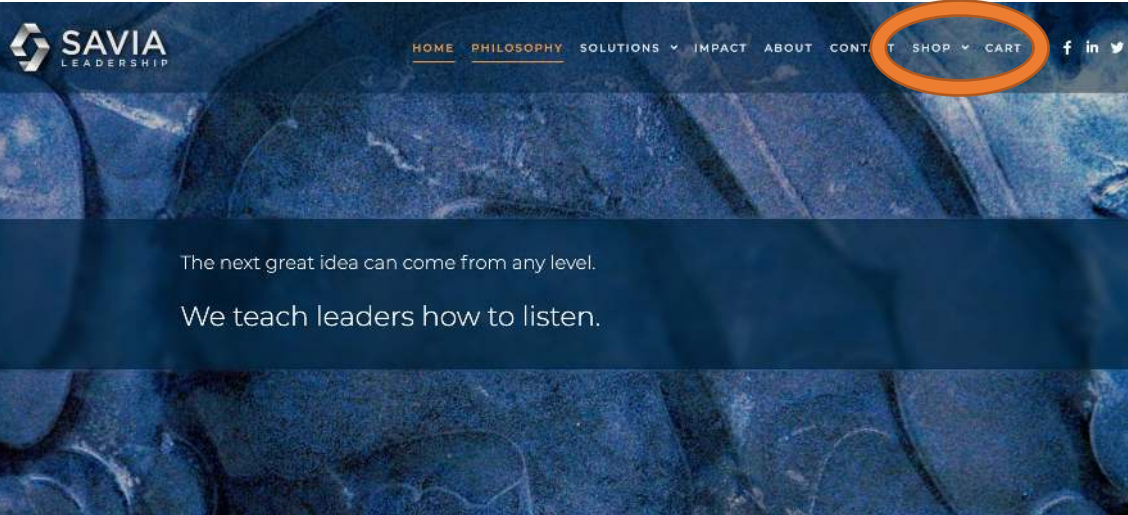 SAVIA
LEADERSHIP
HOME PHILOSOPHY SOLUTIONS IMPACT ABOUT SHOP CART
The next great idea can come from any level.
We teach leaders how to listen.